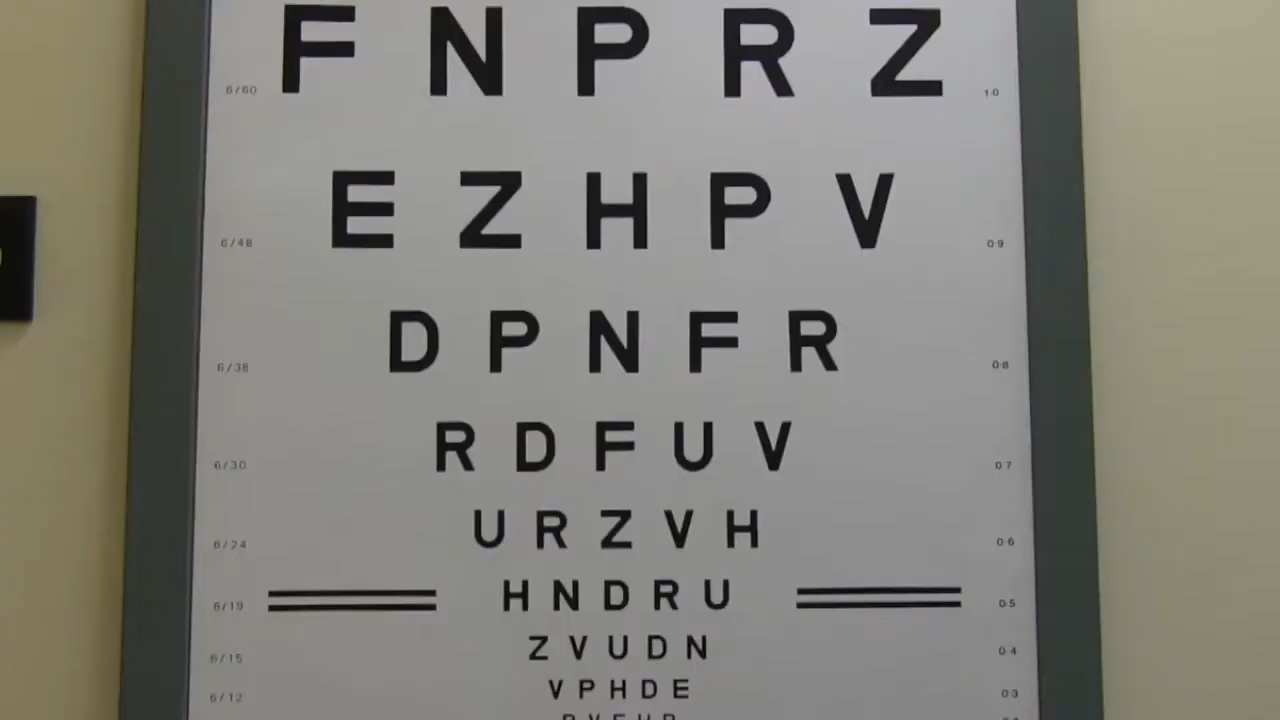 6/60 F N P R Z 1.0
6/48 E Z H P V 0.9
6/38 D P N F R 0.8
6/30 R D F U V 0.7
6/24 U R Z V H 0.6
6/19 H N D R U 0.5
6/15 Z V U D N 0.4
6/12 V P H D E 0.3